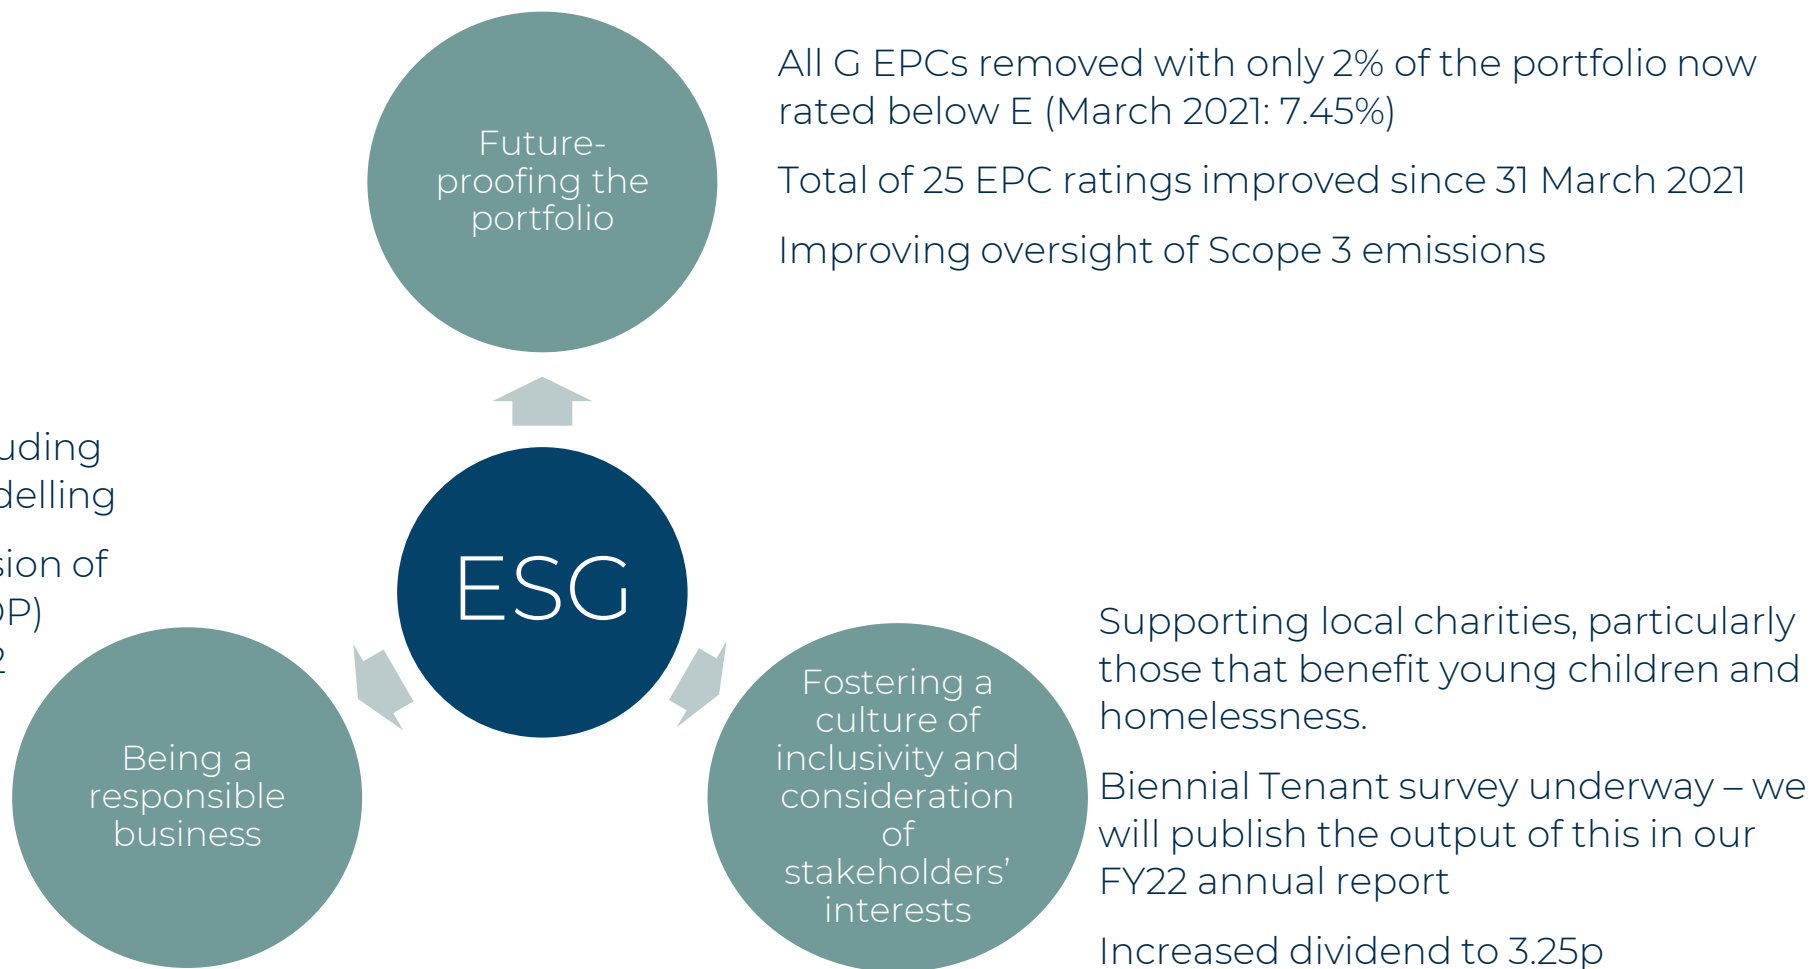 Future-
proofing the
portfolio
All G EPCs removed with only 2% of the portfolio now
rated below E (March 2021: 7.45%)
Total of 25 EPC ratings improved since 31 March 2021
Improving oversight of Scope 3 emissions
uding
delling
sion of
DP)
2
ESG
Being a
responsible
business
Fostering a
culture of
inclusivity and
consideration
of
stakeholders’
interests
Supporting local charities, particularly
those that benefit young children and
homelessness.
Biennial Tenant survey underway – we
will publish the output of this in our
FY22 annual report
Increased dividend to 3.25p